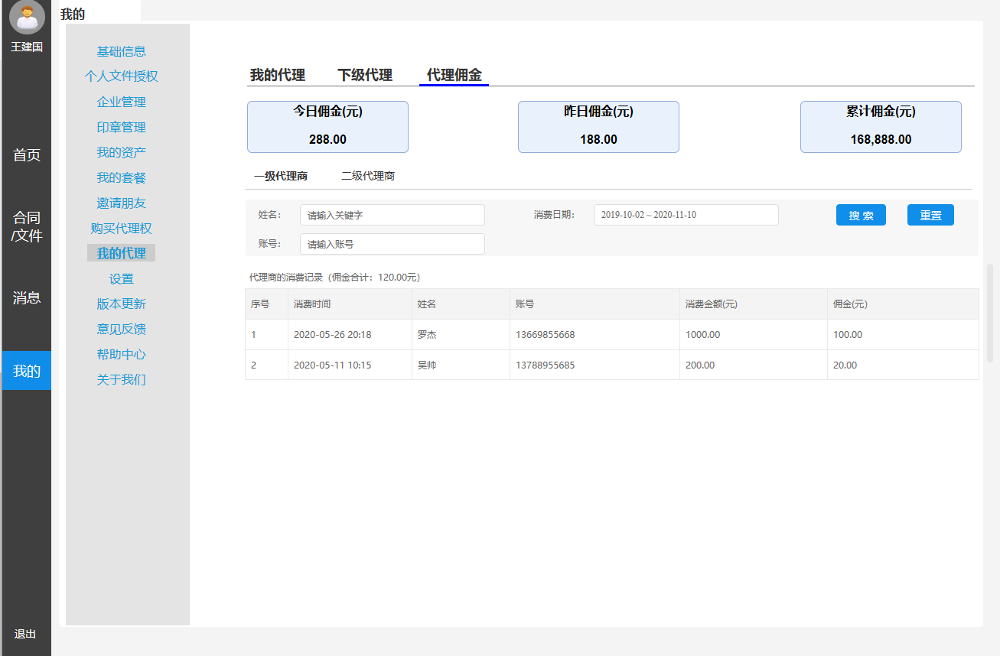 王建国
首页
合同
/文件
消息
我的
退出
我的
基础信息
个人文件授权
企业管理
印章管理
我的资产
我的套餐
邀请朋友
购买代理权
我的代理
设置
版本更新
意见反馈
帮助中心
关于我们
我的代理 下级代理 代理佣金
今日佣金(元) 昨日佣金(元) 累计佣金(元)
288.00 188.00 168,888.00
一级代理商 二级代理商
姓名： 请输入关键字 消费日期： 2019-10-02 ~ 2020-11-10 搜 索 重置
账号： 请输入账号
代理商的消费记录（佣金合计：120.00元）
序号 消费时间 姓名 账号 消费金额(元) 佣金(元)
1 2020-05-26 20:18 罗杰 13669855668 1000.00 100.00
2 2020-05-11 10:15 吴帅 13788955685 200.00 20.00